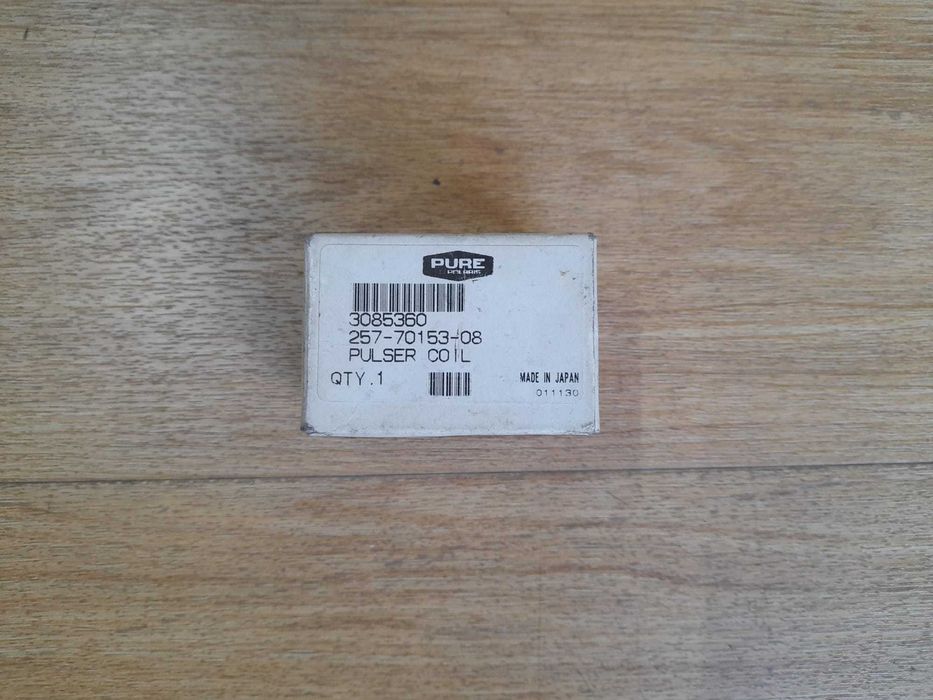 PURE
POLARIS
3085360
257-70153-08
PULSER COIL
QTY.1
MADE IN JAPAN
011130